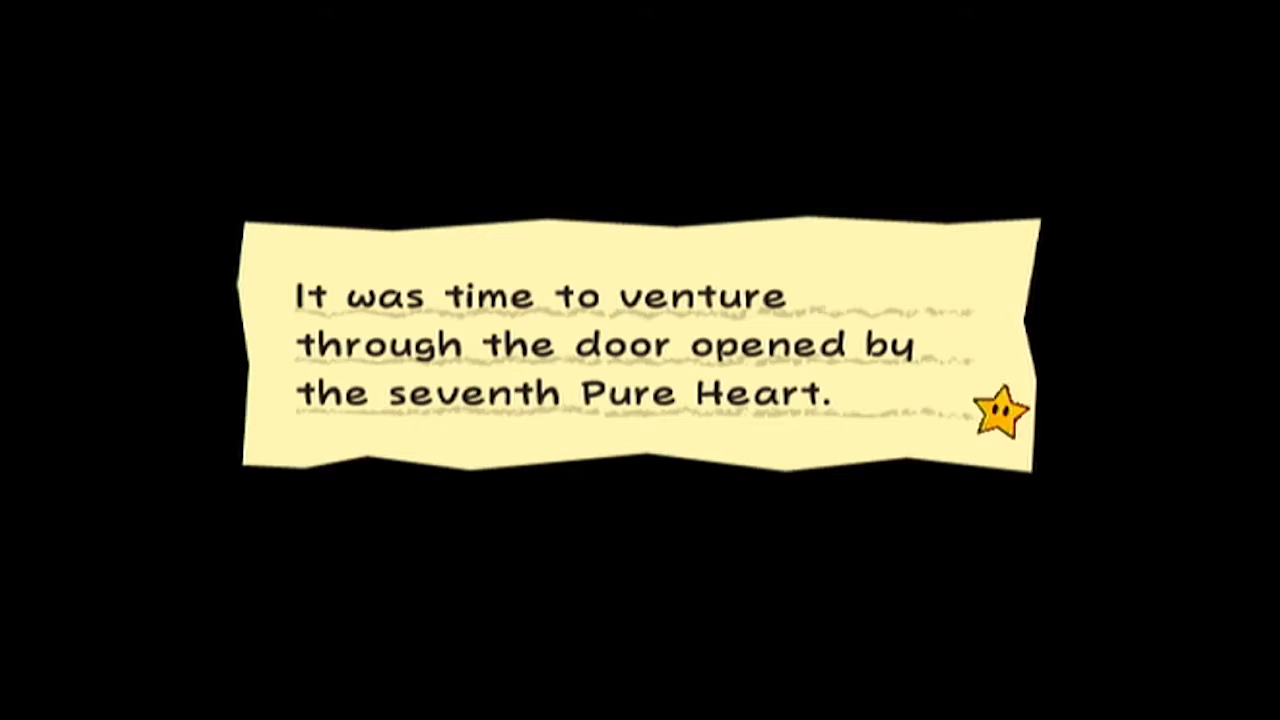 It was time to venture
through the door opened by
the seventh Pure Heart.